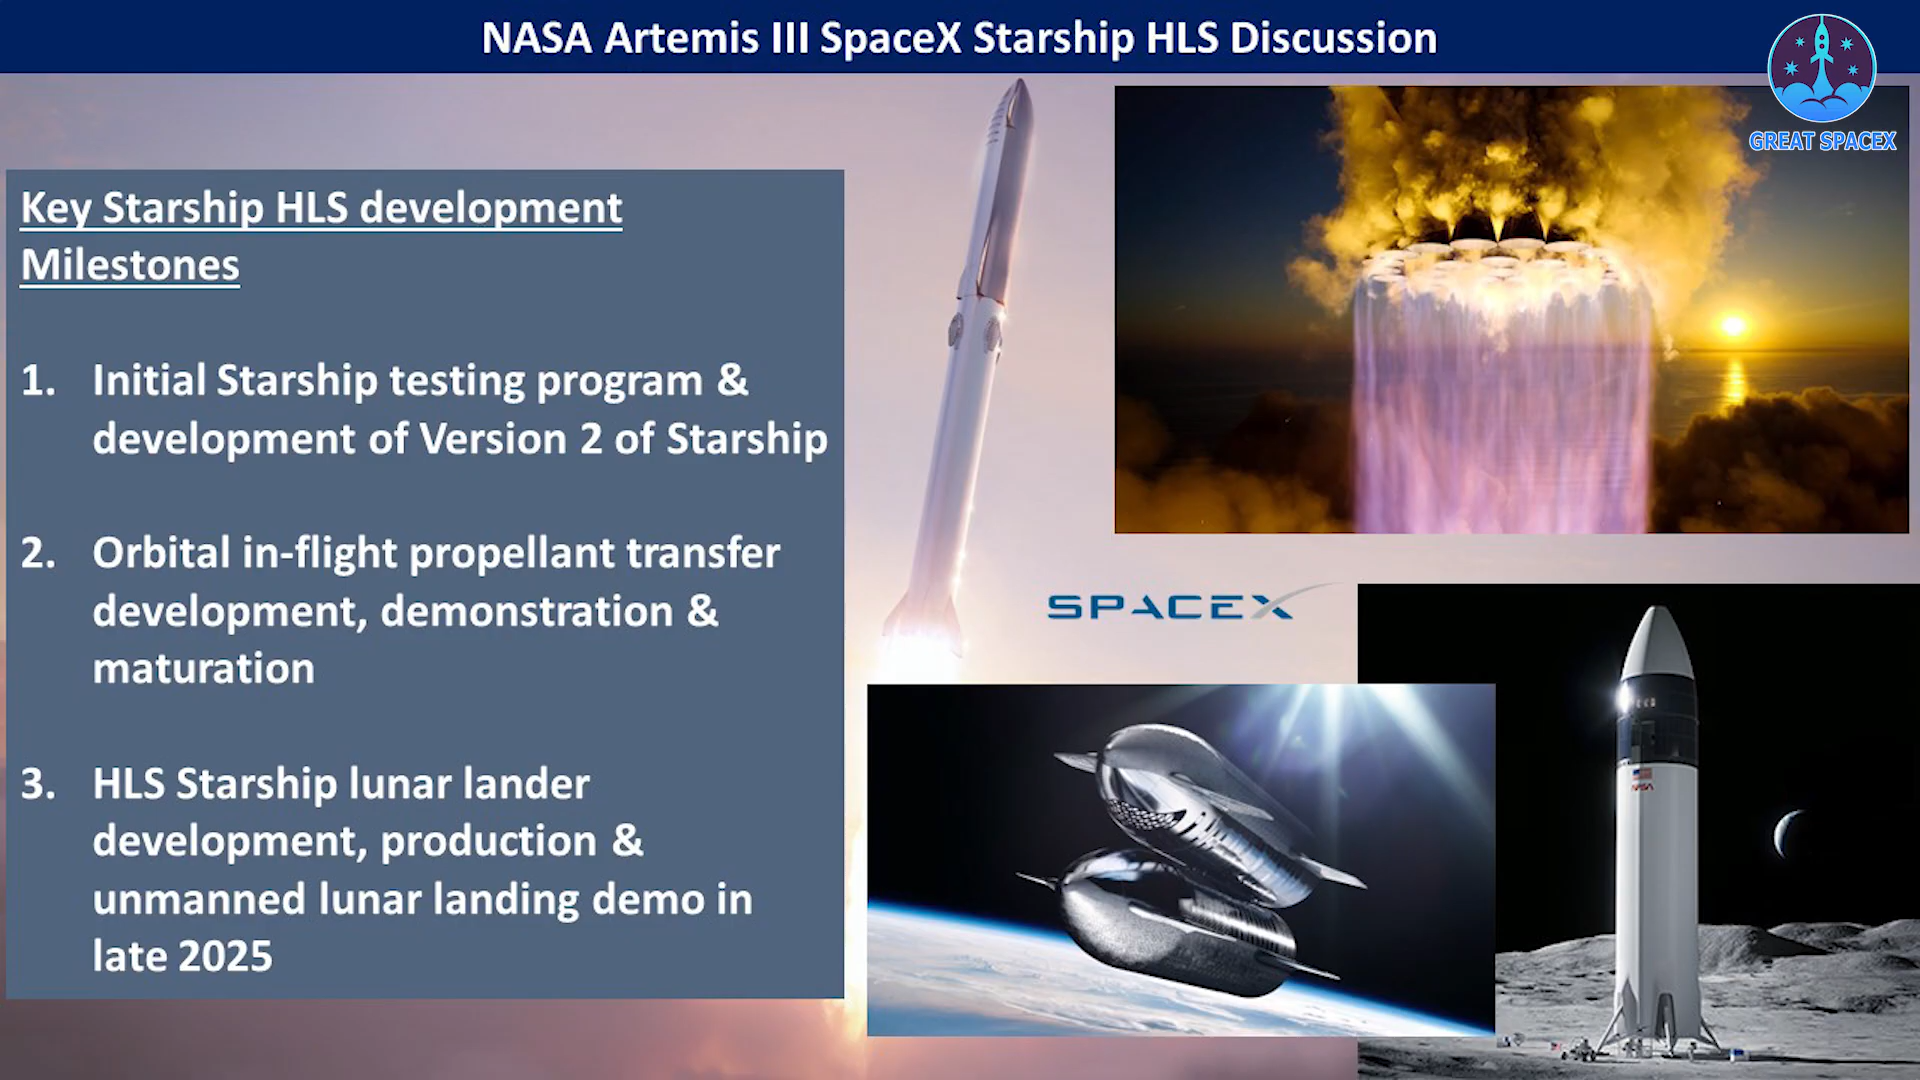 NASA Artemis III SpaceX Starship HLS Discussion
GREAT SPACEX
Key Starship HLS development
Milestones
1. Initial Starship testing program &
development of Version 2 of Starship
2. Orbital in-flight propellant transfer
development, demonstration &
maturation
3. HLS Starship lunar lander
development, production &
unmanned lunar landing demo in
late 2025
SPACEX
NASA